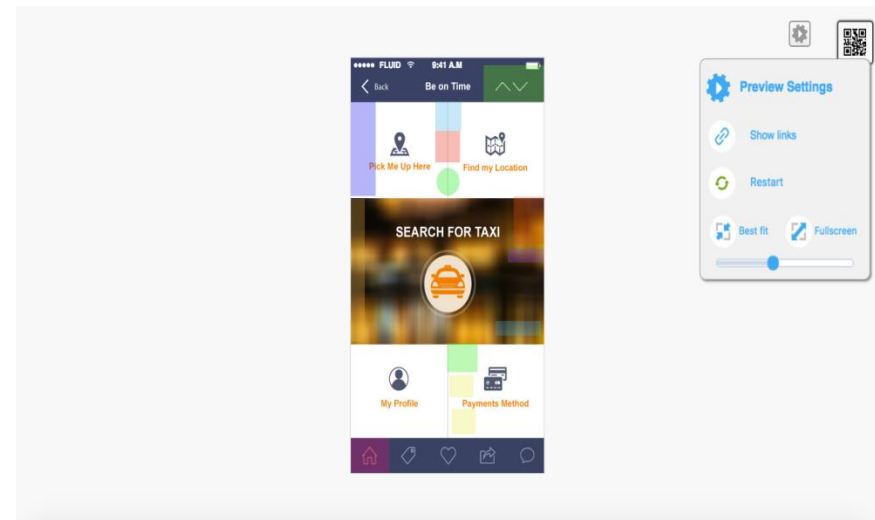 FLUID 9:41 A.M
Back Be on Time
Pick Me Up Here
Find my Location
SEARCH FOR TAXI
My Profile
Payments Method
Preview Settings
Show links
Restart
Best fit
Fullscreen